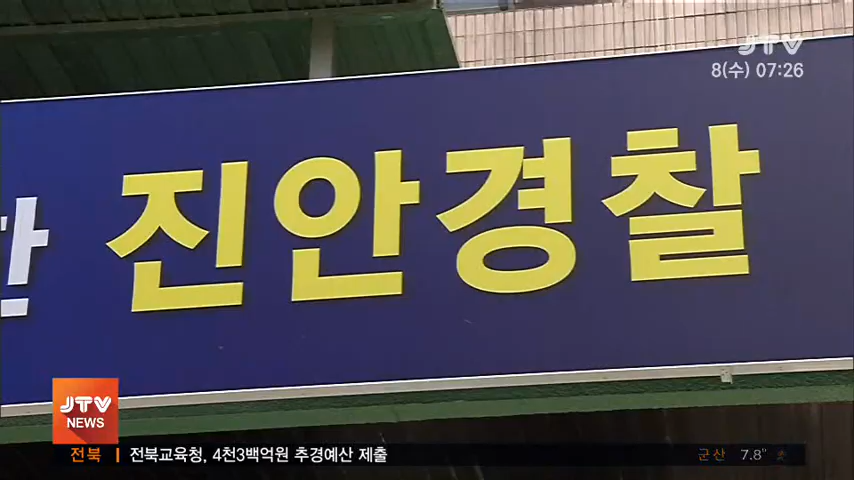 JTV
8(수) 07:26
한 진안경찰
JTV
NEWS
전북 | 전북교육청, 4천3백억원 추경예산 제출
군산 7.8°